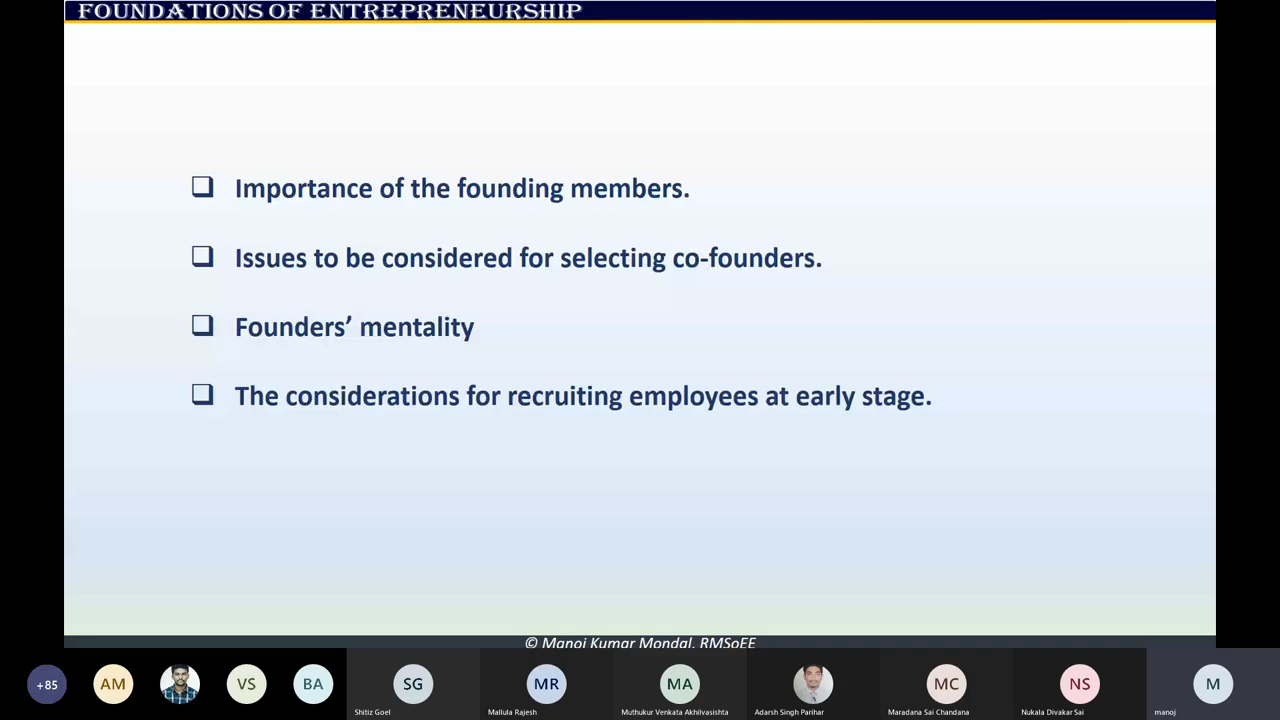 FOUNDATIONS OF ENTREPRENEURSHIP
Importance of the founding members.
Issues to be considered for selecting co-founders.
Founders’ mentality
The considerations for recruiting employees at early stage.
© Manoj Kumar Mondal, RMSoEE
+85
AM
VS
BA
SG
MR
MA
MC
NS
M
Shitiz Goel
Mallula Rajesh
Muthukur Venkata Akhilvasishta
Adarsh Singh Parihar
Maradana Sai Chandana
Nukala Divakar Sai
manoj